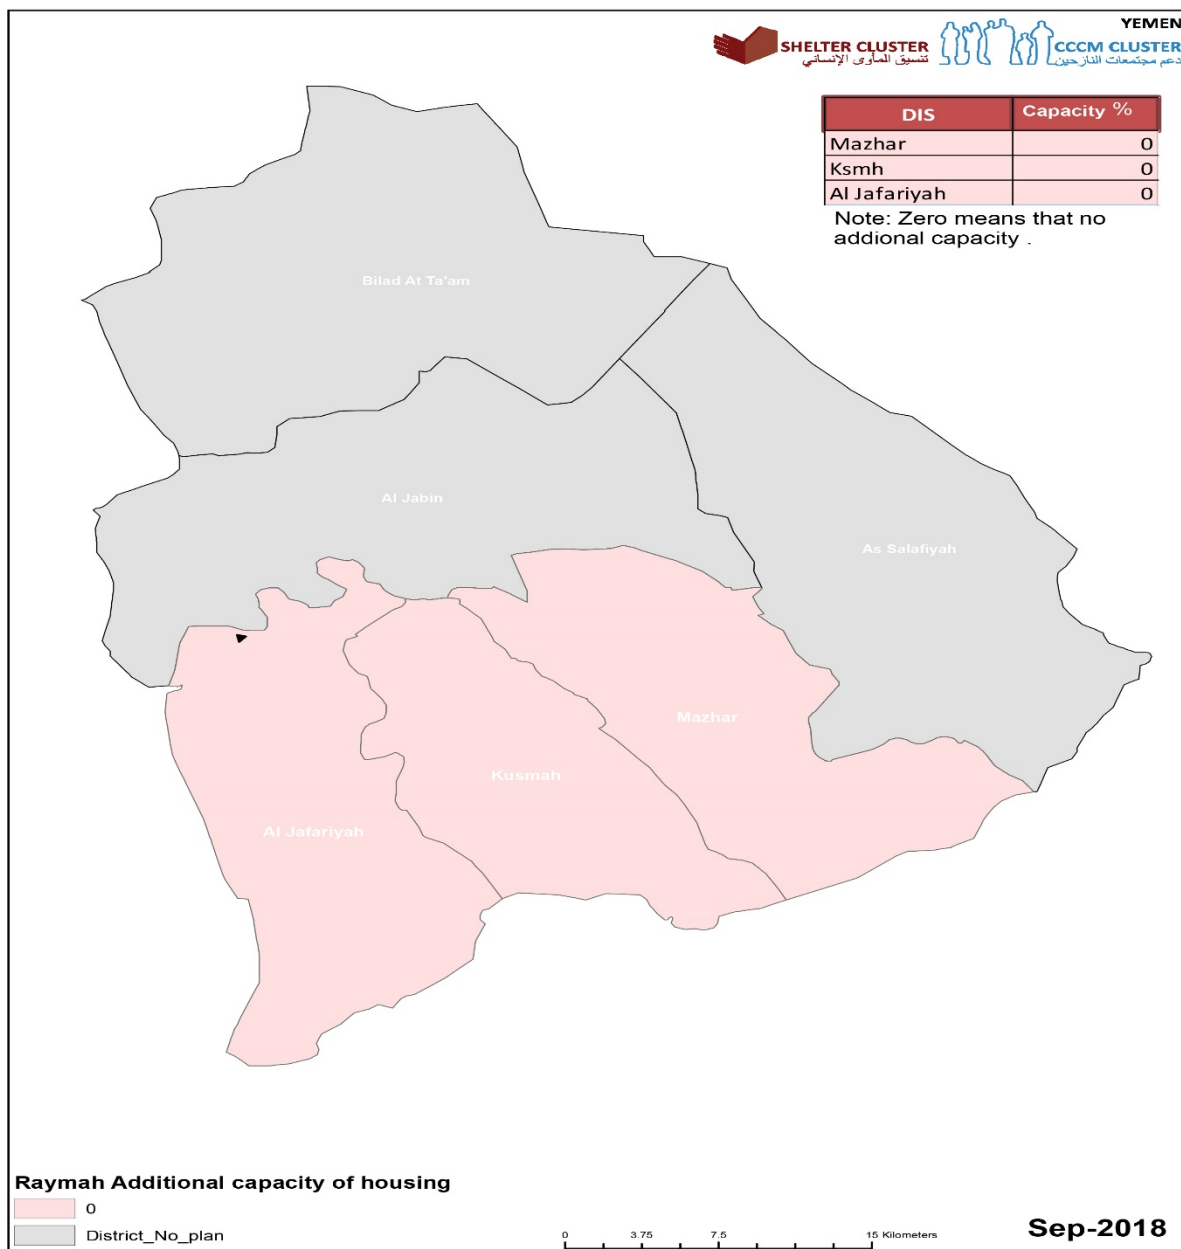 YEMEN
SHELTER CLUSTER
تنسيق المأوى الإنساني
CCCM CLUSTER
دعم مجتمعات النازحين
DIS Capacity %
Mazhar 0
Ksmh 0
Al Jafariyah 0
Note: Zero means that no
addional capacity .
Bilad At Ta'am
Al Jabin
As Salafiyah
Mazhar
Kusmah
Al Jafariyah
Raymah Additional capacity of housing
0
District_No_plan
0 3.75 7.5 15 Kilometers
Sep-2018